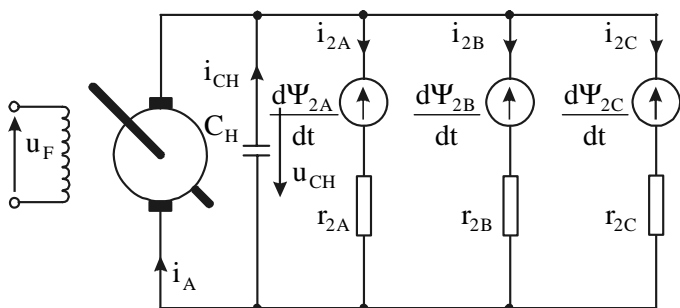 i2A
i2B
i2C
iCH
dΨ2A
dt
dΨ2B
dt
dΨ2C
dt
uF
CH
uCH
r2A
r2B
r2C
iA